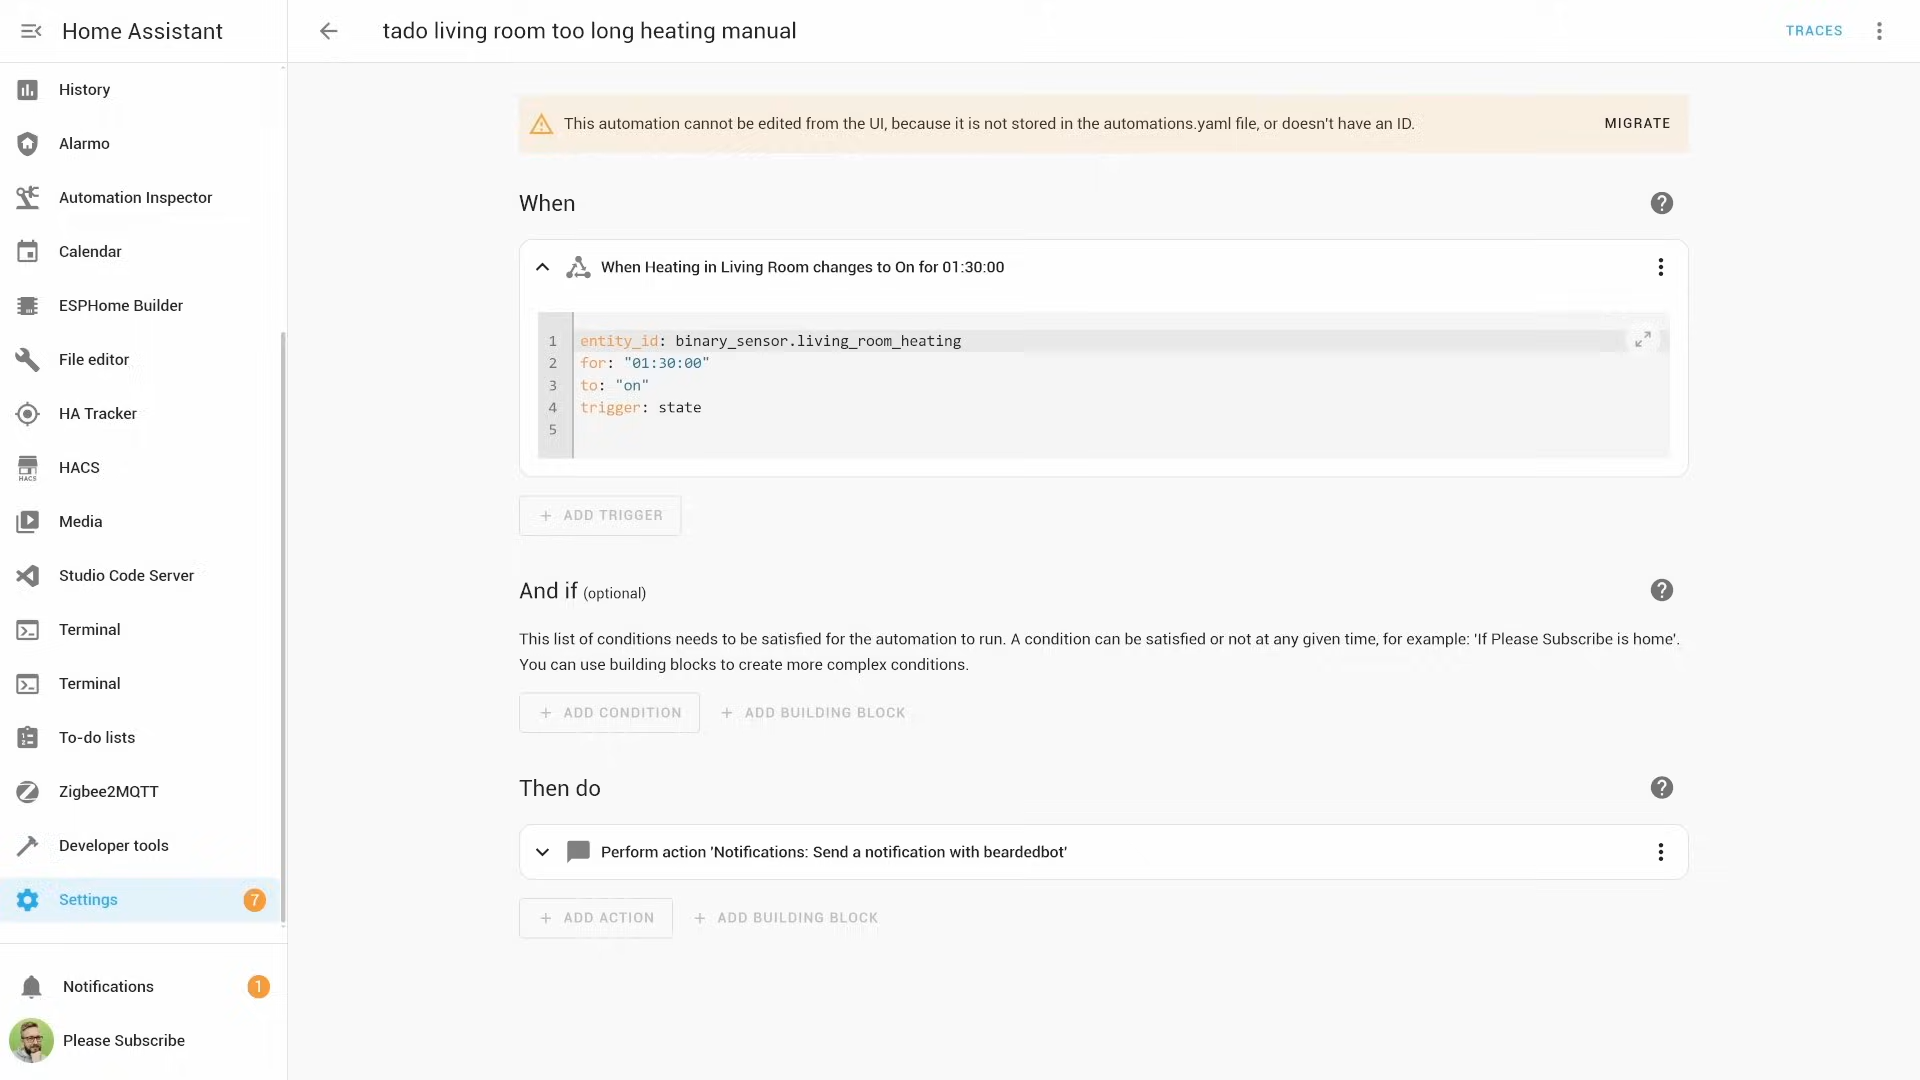 Home Assistant
History
Alarmo
Automation Inspector
Calendar
ESPHome Builder
File editor
HA Tracker
HACS
HACS
Media
Studio Code Server
Terminal
Terminal
To-do lists
Zigbee2MQTT
Developer tools
Settings 7
Notifications 1
Please Subscribe
tado living room too long heating manual
TRACES
This automation cannot be edited from the UI, because it is not stored in the automations.yaml file, or doesn't have an ID. MIGRATE
When
When Heating in Living Room changes to On for 01:30:00
1 entity_id: binary_sensor.living_room_heating
2 for: "01:30:00"
3 to: "on"
4 trigger: state
5
+ ADD TRIGGER
And if (optional)
This list of conditions needs to be satisfied for the automation to run. A condition can be satisfied or not at any given time, for example: 'If Please Subscribe is home'.
You can use building blocks to create more complex conditions.
+ ADD CONDITION + ADD BUILDING BLOCK
Then do
Perform action 'Notifications: Send a notification with beardedbot'
+ ADD ACTION + ADD BUILDING BLOCK